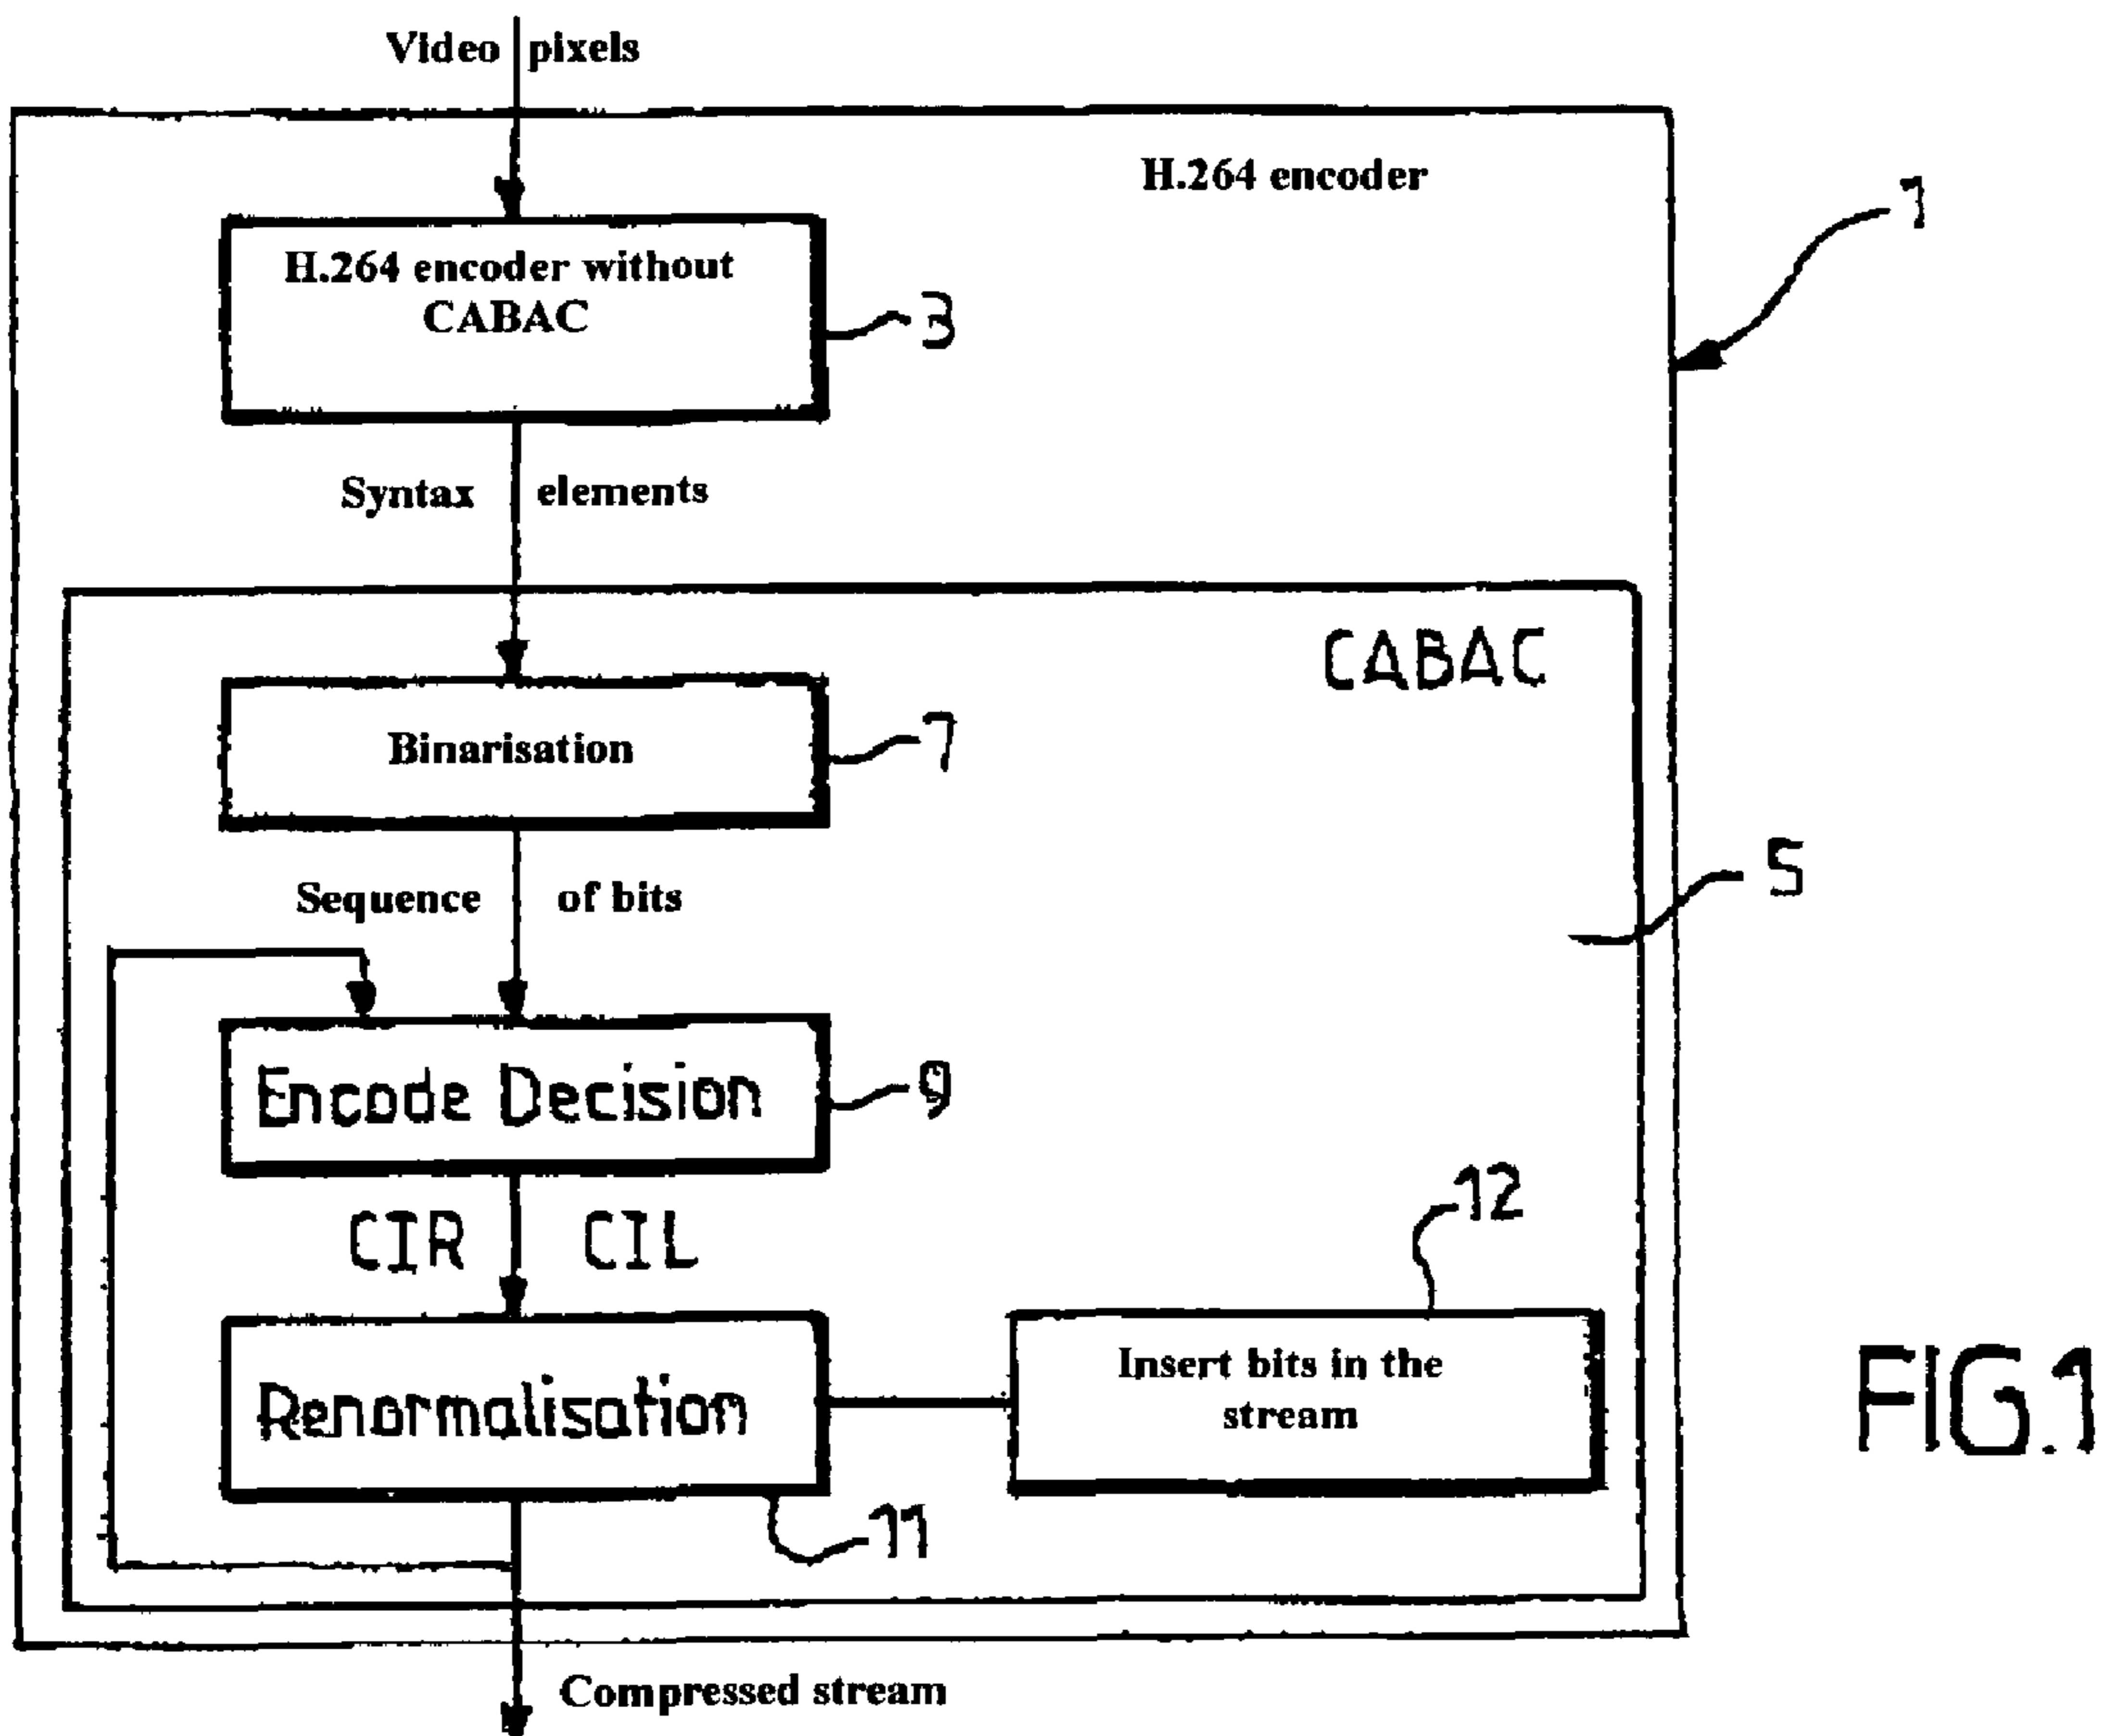 Video pixels
H.264 encoder
1
H.264 encoder without
CABAC
3
Syntax elements
CABAC
Binarisation
7
5
Sequence of bits
Encode Decision
9
CIR CIL
12
Renormalisation
Insert bits in the
stream
11
FIG.1
Compressed stream